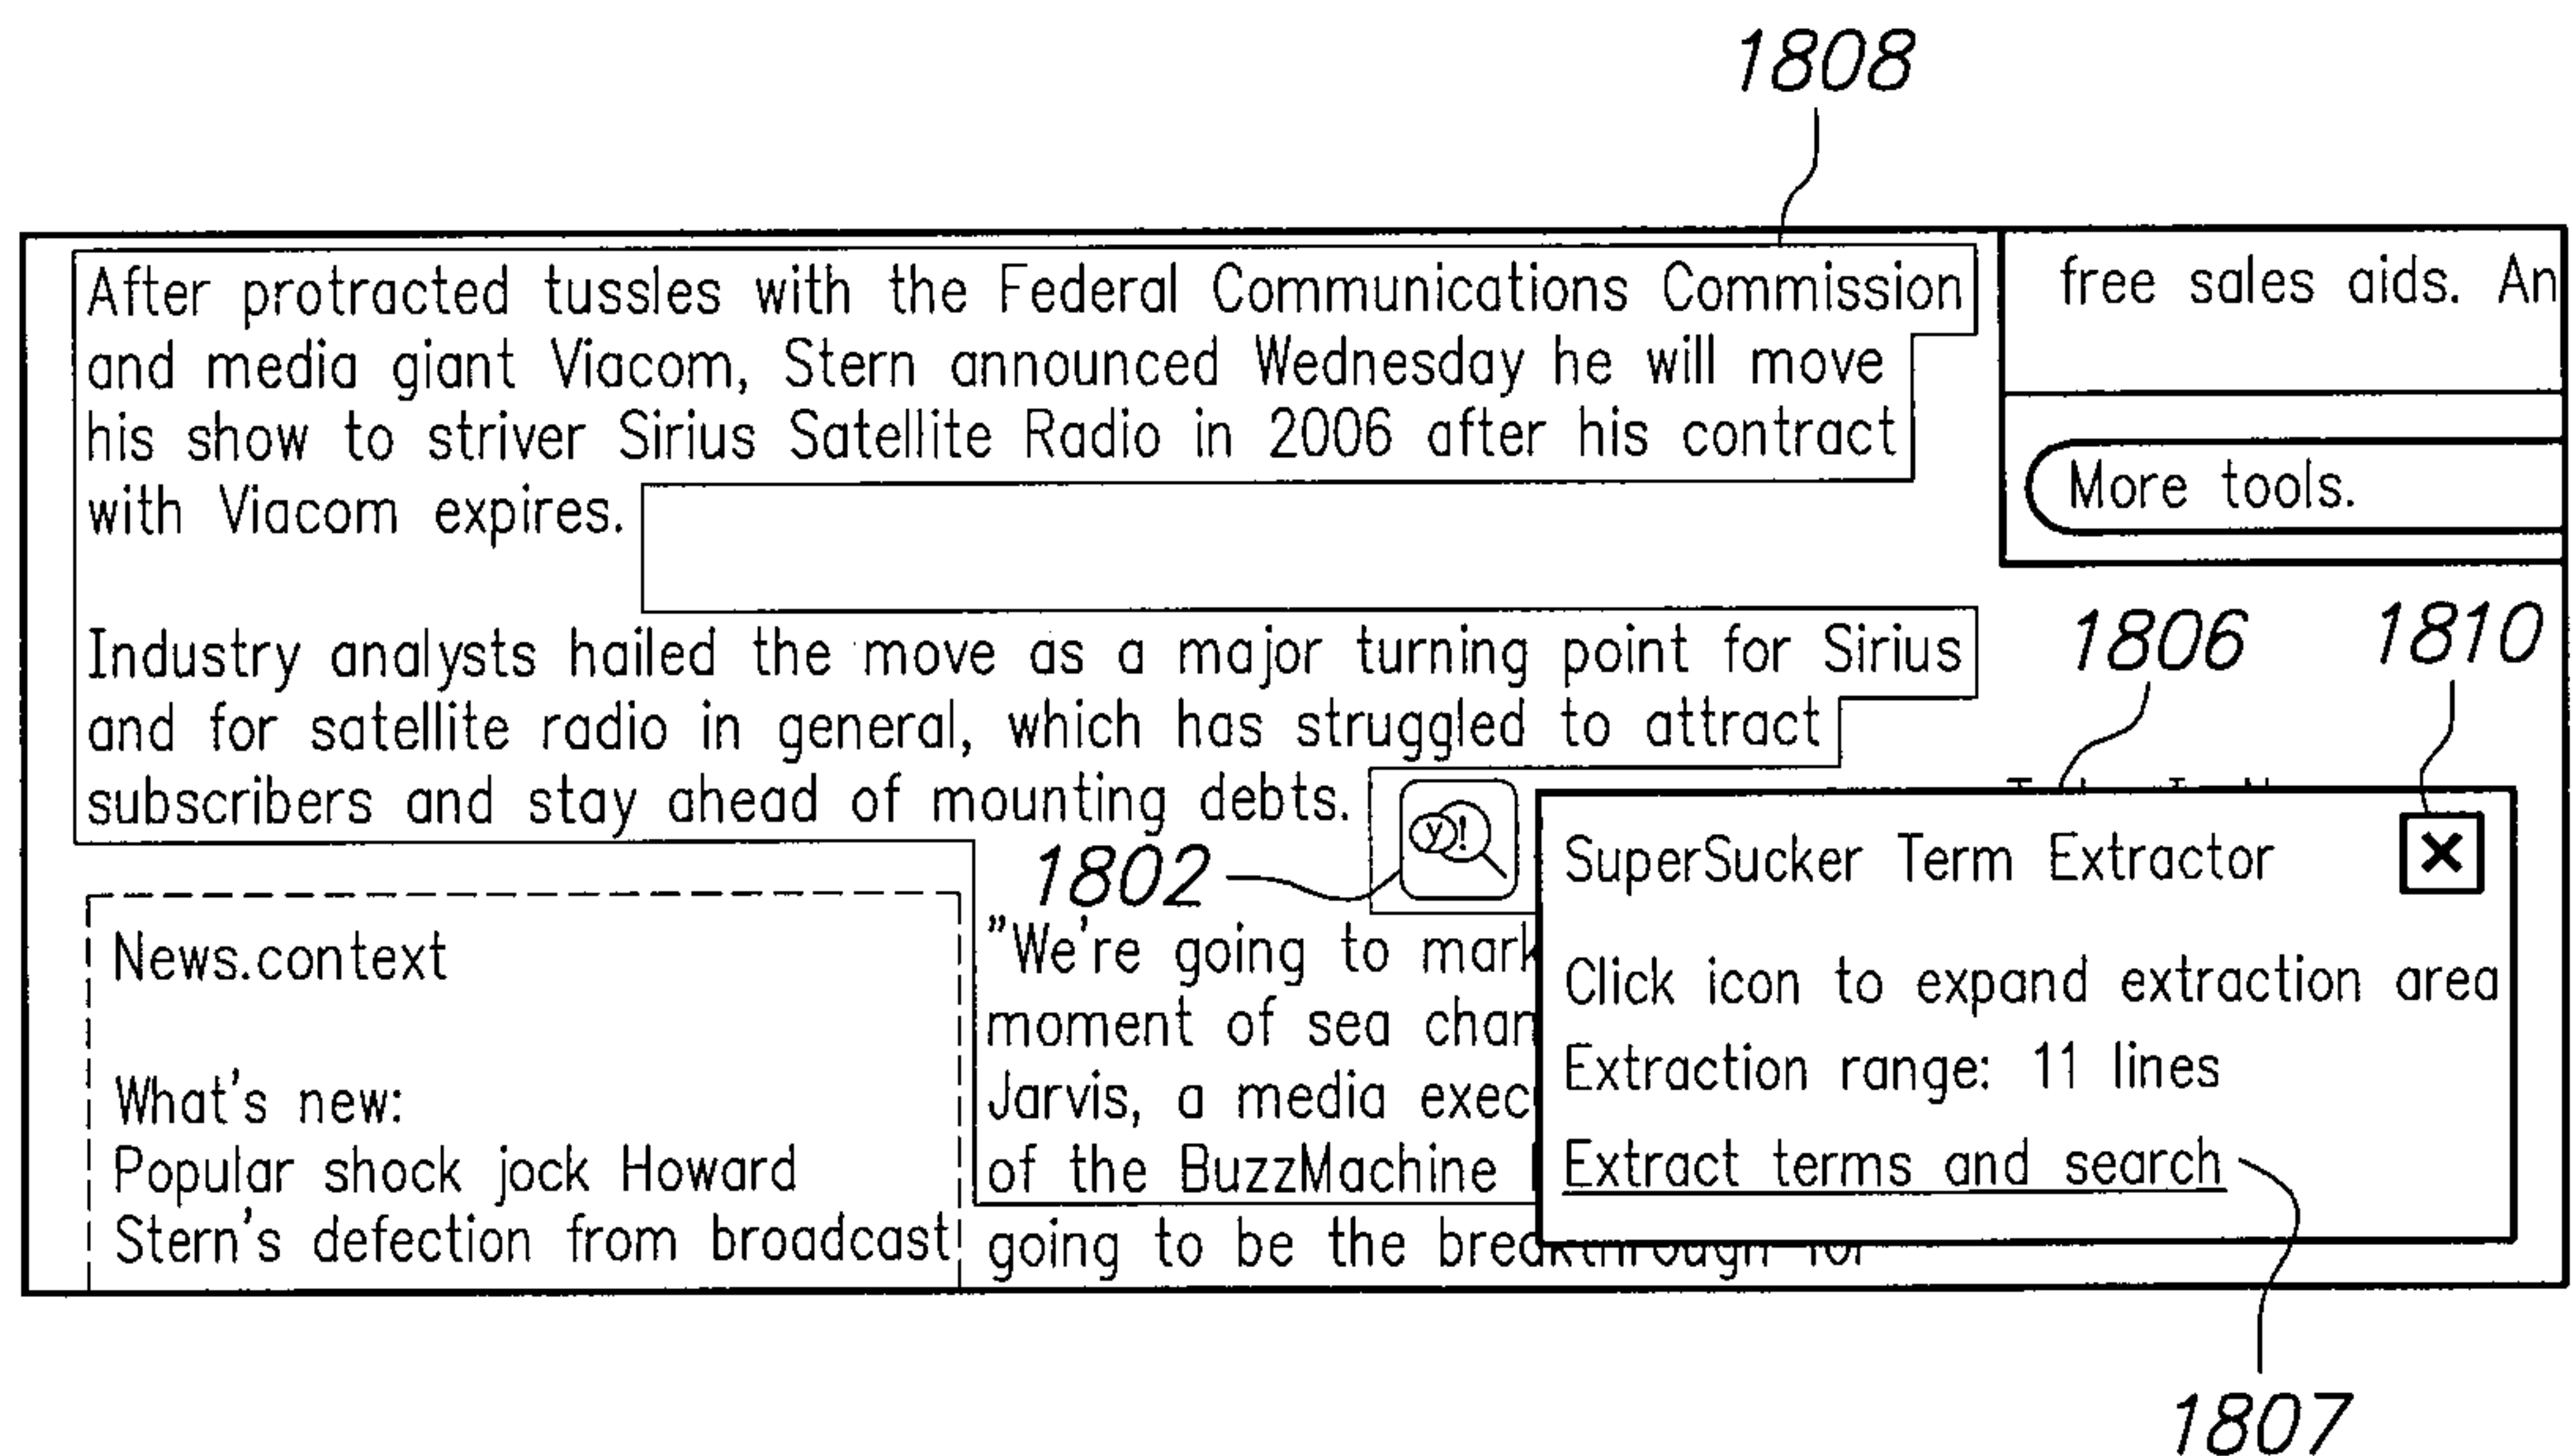 1808
After protracted tussles with the Federal Communications Commission
and media giant Viacom, Stern announced Wednesday he will move
his show to striver Sirius Satellite Radio in 2006 after his contract
with Viacom expires.
Industry analysts hailed the move as a major turning point for Sirius
and for satellite radio in general, which has struggled to attract
subscribers and stay ahead of mounting debts.
free sales aids. An
More tools.
1806
1810
1802
y!
SuperSucker Term Extractor
X
Click icon to expand extraction area
Extraction range: 11 lines
Extract terms and search
1807
"We're going to mark
moment of sea chan
Jarvis, a media exec
of the BuzzMachine
going to be the breakthrough for
News.context
What's new:
Popular shock jock Howard
Stern's defection from broadcast